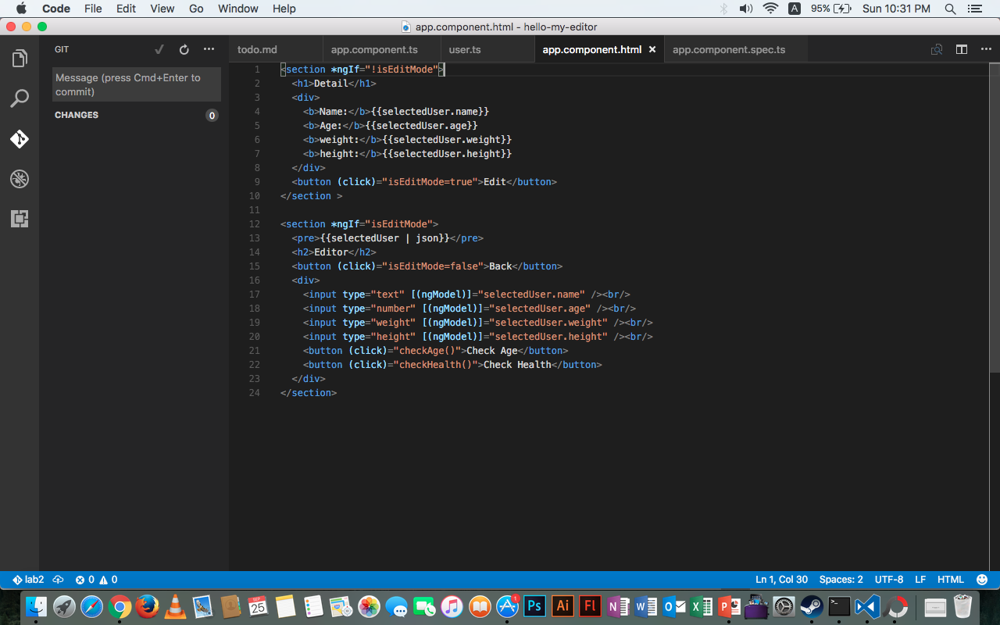 Code File Edit View Go Window Help A 95% Sun 10:31 PM
app.component.html - hello-my-editor
GIT
todo.md app.component.ts user.ts app.component.html app.component.spec.ts
Message (press Cmd+Enter to
commit)
CHANGES 0
1 <section *ngIf="!isEditMode">
2 <h1>Detail</h1>
3 <div>
4 <b>Name:</b>{{selectedUser.name}}
5 <b>Age:</b>{{selectedUser.age}}
6 <b>weight:</b>{{selectedUser.weight}}
7 <b>height:</b>{{selectedUser.height}}
8 </div>
9 <button (click)="isEditMode=true">Edit</button>
10 </section >
11
12 <section *ngIf="isEditMode">
13 <pre>{{selectedUser | json}}</pre>
14 <h2>Editor</h2>
15 <button (click)="isEditMode=false">Back</button>
16 <div>
17 <input type="text" [(ngModel)]="selectedUser.name" /><br/>
18 <input type="number" [(ngModel)]="selectedUser.age" /><br/>
19 <input type="weight" [(ngModel)]="selectedUser.weight" /><br/>
20 <input type="height" [(ngModel)]="selectedUser.height" /><br/>
21 <button (click)="checkAge()">Check Age</button>
22 <button (click)="checkHealth()">Check Health</button>
23 </div>
24 </section>
lab2 0 0 Ln 1, Col 30 Spaces: 2 UTF-8 LF HTML
SEP 25 1 Ps Ai Fl N W O X P